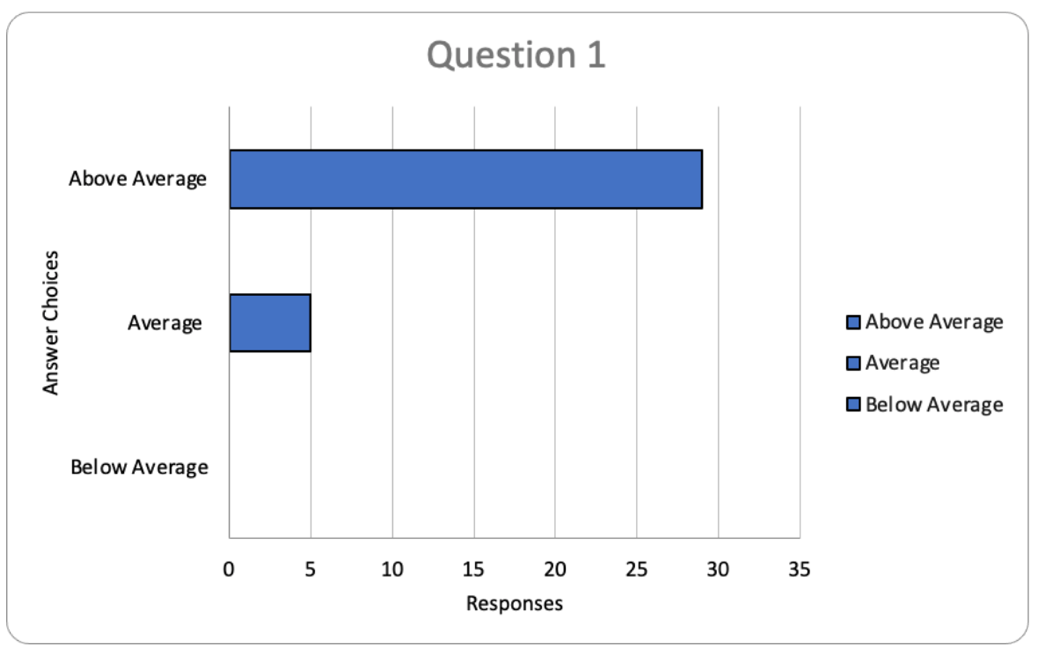 Question 1
Above Average
Average
Below Average
Answer Choices
0 5 10 15 20 25 30 35
Responses
Above Average
Average
Below Average